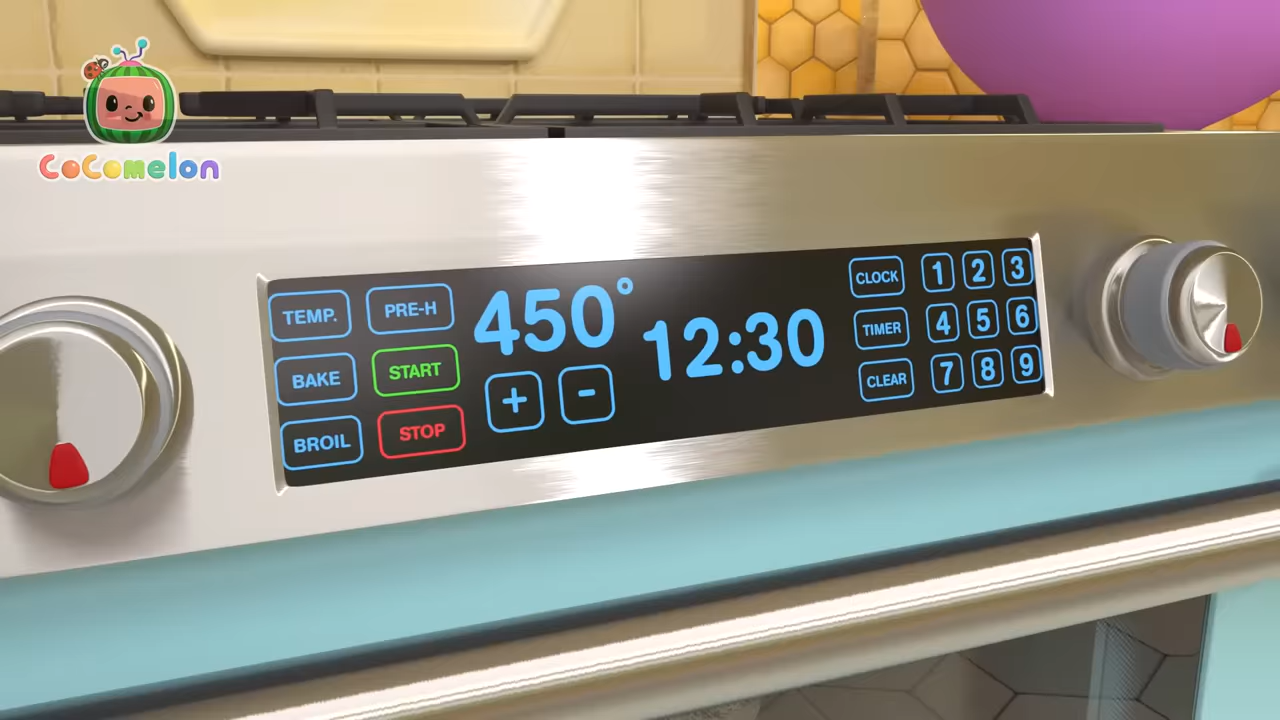 CoComelon
TEMP. PRE-H 450° 12:30 CLOCK 1 2 3
BAKE START + - TIMER 4 5 6
BROIL STOP CLEAR 7 8 9